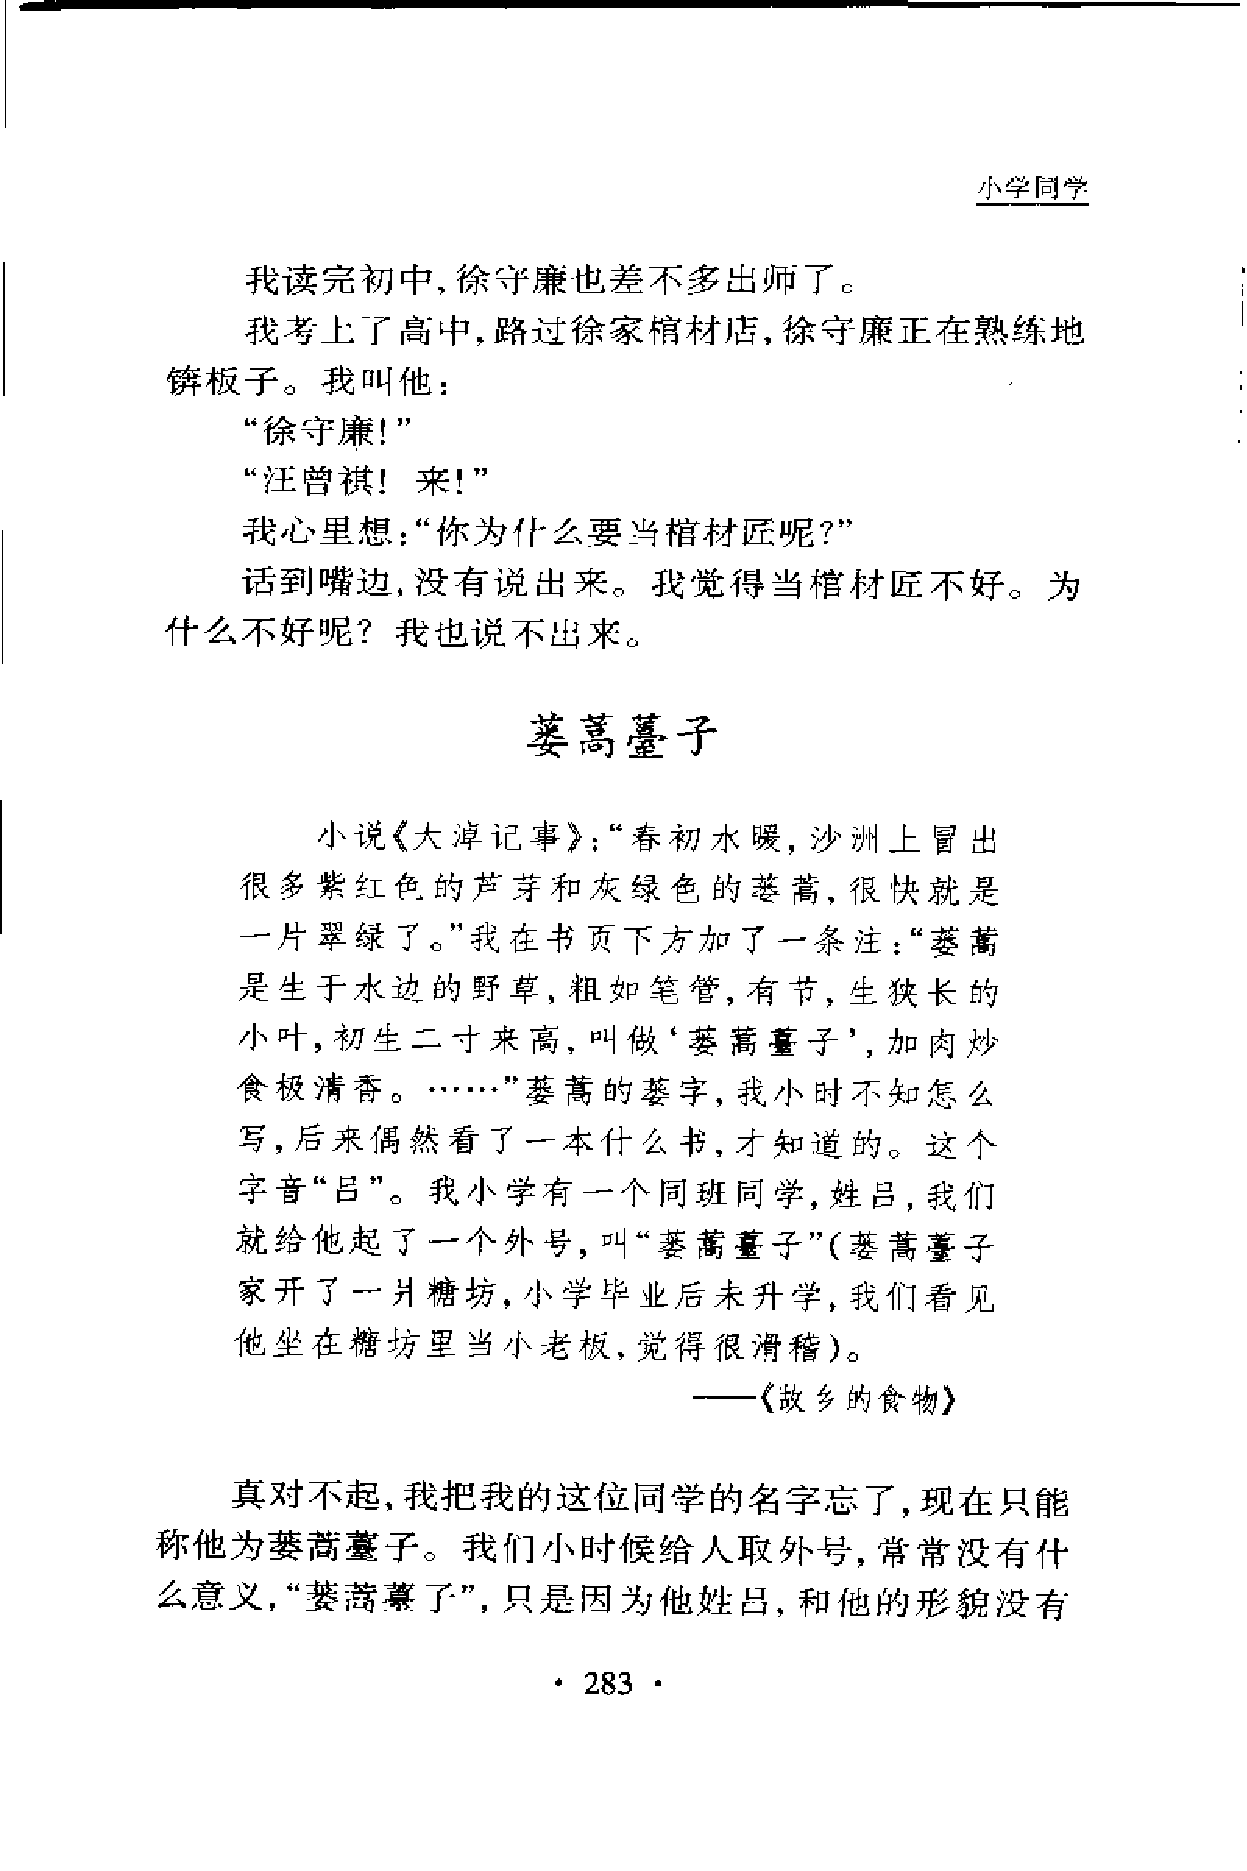 小学同学
我读完初中,徐守廉也差不多出师了。
我考上了高中,路过徐家棺材店,徐守廉正在熟练地
锛板子。我叫他:
“徐守廉!”
“汪曾祺! 来!”
我心里想:“你为什么要当棺材匠呢?”
话到嘴边,没有说出来。我觉得当棺材匠不好。为
什么不好呢? 我也说不出来。
蒌蒿薹子
小说《大淖记事》:“春初水暖,沙洲上冒出
很多紫红色的芦芽和灰绿色的蒌蒿,很快就是
一片翠绿了。”我在书页下方加了一条注:“蒌蒿
是生于水边的野草,粗如笔管,有节,生狭长的
小叶,初生二寸来高,叫做‘蒌蒿薹子’,加肉炒
食极清香。……”蒌蒿的蒌字,我小时不知怎么
写,后来偶然看了一本什么书,才知道的。这个
字音“吕”。我小学有一个同班同学,姓吕,我们
就给他起了一个外号,叫“蒌蒿薹子”(蒌蒿薹子
家开了一片糖坊,小学毕业后未升学,我们看见
他坐在糖坊里当小老板,觉得很滑稽)。
——《故乡的食物》
真对不起,我把我的这位同学的名字忘了,现在只能
称他为蒌蒿薹子。我们小时候给人取外号,常常没有什
么意义,“蒌蒿薹子”,只是因为他姓吕,和他的形貌没有
· 283 ·